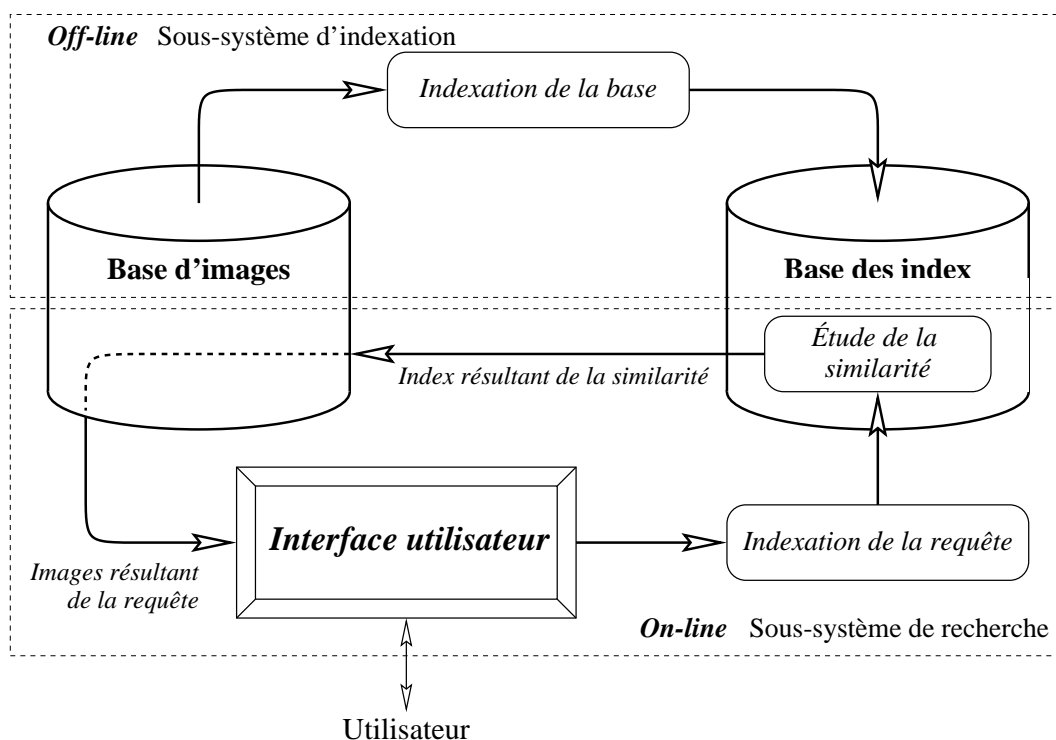 Off-line Sous-système d'indexation
Indexation de la base
Base d'images
Base des index
Étude de la
similarité
Index résultant de la similarité
Interface utilisateur
Indexation de la requête
Images résultant
de la requête
On-line Sous-système de recherche
Utilisateur